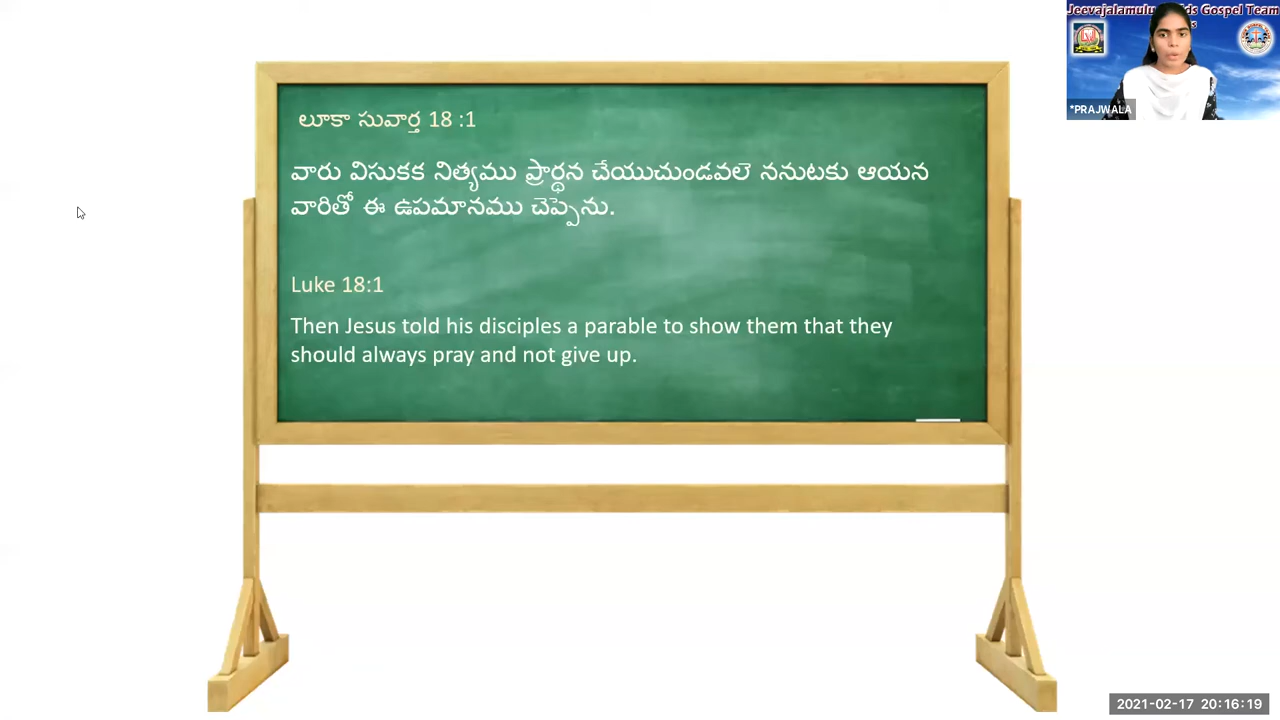 Jeevajalamulu Kids Gospel Team
*PRAJWALA
లూకా సువార్త 18 :1
వారు విసుకక నిత్యము ప్రార్థన చేయుచుండవలె ననుటకు ఆయన
వారితో ఈ ఉపమానము చెప్పెను.
Luke 18:1
Then Jesus told his disciples a parable to show them that they
should always pray and not give up.
2021-02-17 20:16:19